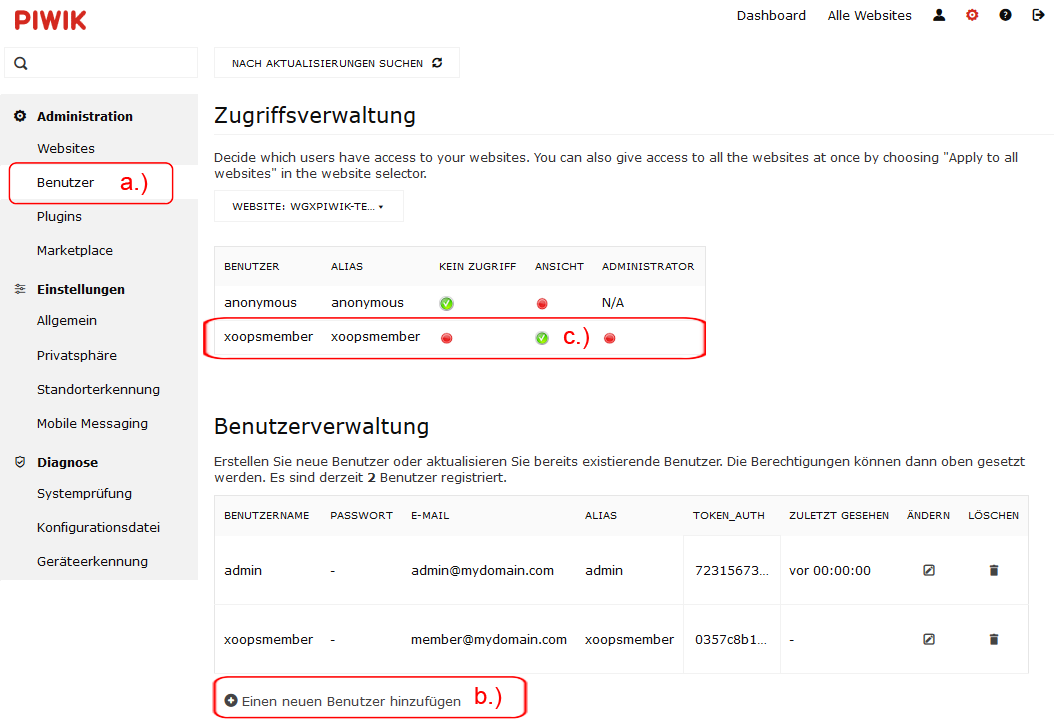 PIWIK
Dashboard Alle Websites
NACH AKTUALISIERUNGEN SUCHEN
Administration
Websites
Benutzer a.)
Plugins
Marketplace
Einstellungen
Allgemein
Privatsphäre
Standorterkennung
Mobile Messaging
Diagnose
Systemprüfung
Konfigurationsdatei
Geräteerkennung
Zugriffsverwaltung
Decide which users have access to your websites. You can also give access to all the websites at once by choosing "Apply to all
websites" in the website selector.
WEBSITE: WGXPIWIK-TE...
BENUTZER ALIAS KEIN ZUGRIFF ANSICHT ADMINISTRATOR
anonymous anonymous N/A
xoopsmember xoopsmember c.)
Benutzerverwaltung
Erstellen Sie neue Benutzer oder aktualisieren Sie bereits existierende Benutzer. Die Berechtigungen können dann oben gesetzt
werden. Es sind derzeit 2 Benutzer registriert.
BENUTZERNAME PASSWORT E-MAIL ALIAS TOKEN_AUTH ZULETZT GESEHEN ÄNDERN LÖSCHEN
admin - admin@mydomain.com admin 72315673... vor 00:00:00
xoopsmember - member@mydomain.com xoopsmember 0357c8b1... -
Einen neuen Benutzer hinzufügen b.)